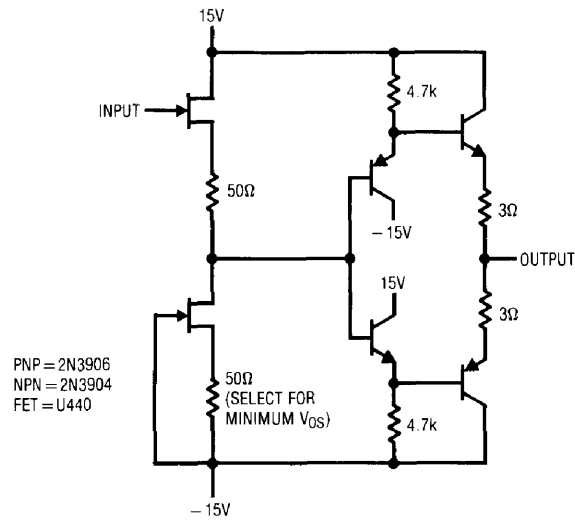 15V
INPUT
4.7k
50Ω
3Ω
−15V
OUTPUT
15V
3Ω
50Ω
(SELECT FOR
MINIMUM VOS)
PNP = 2N3906
NPN = 2N3904
FET = U440
4.7k
−15V